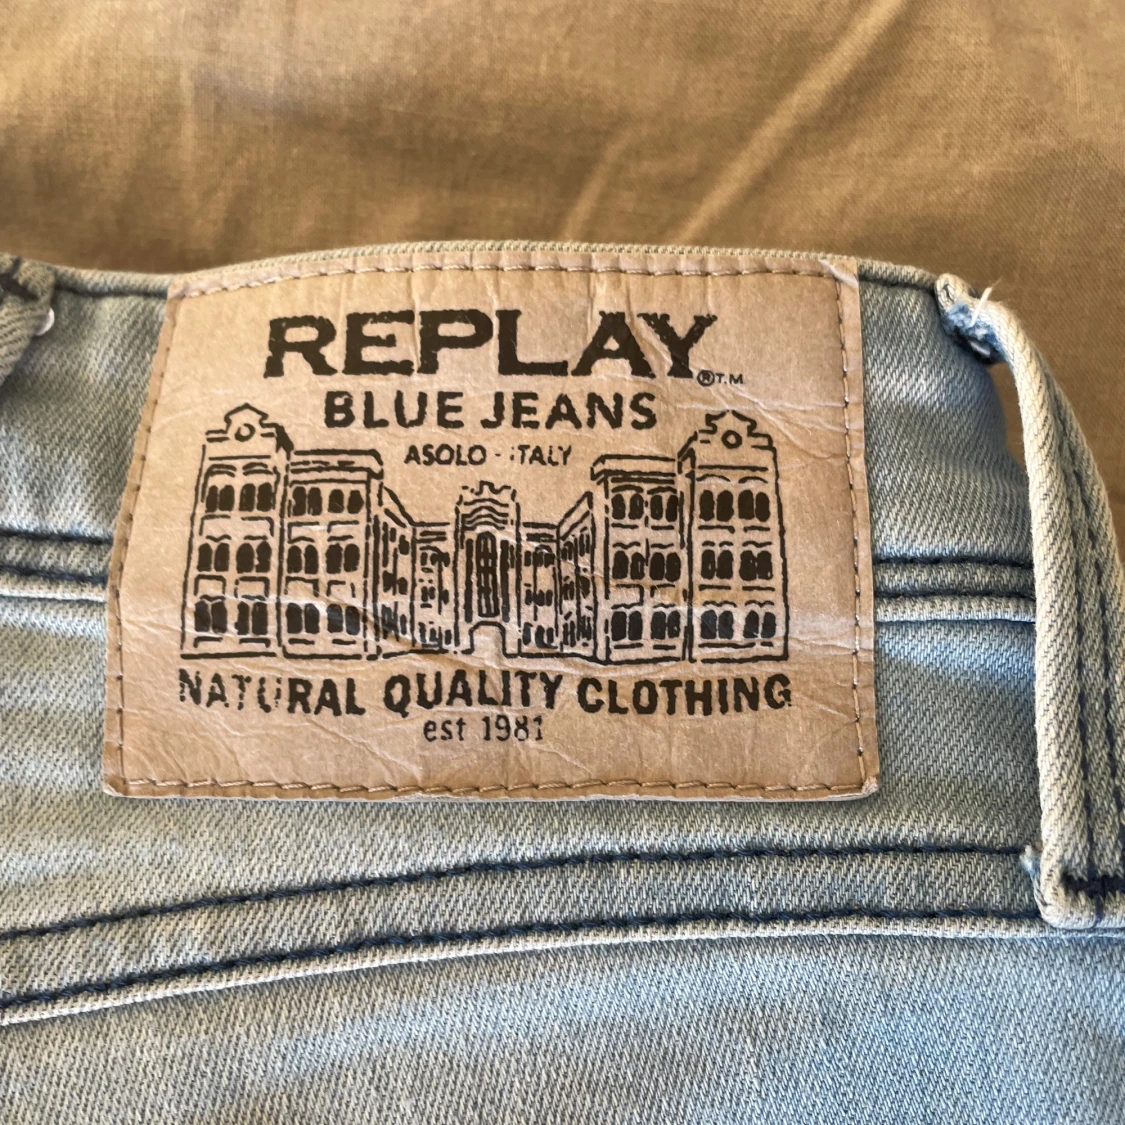 REPLAY
®T.M
BLUE JEANS
ASOLO - ITALY
NATURAL QUALITY CLOTHING
est 1981